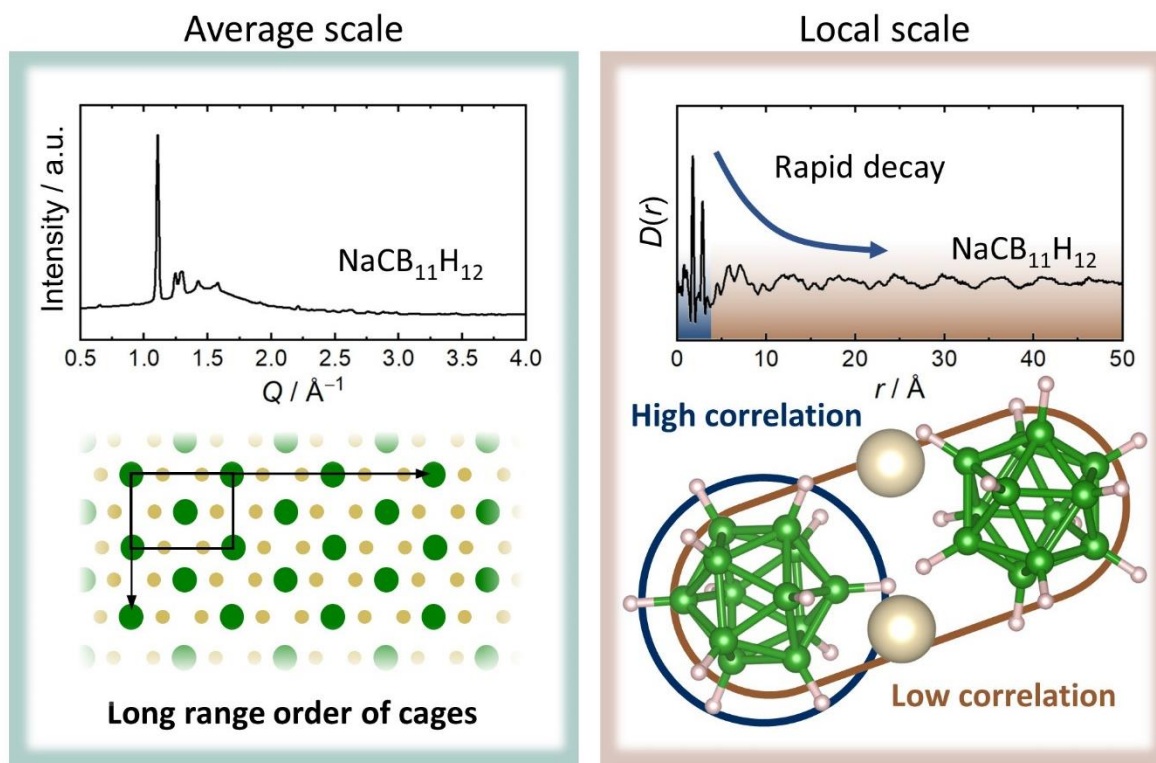 Average scale
Intensity / a.u.
NaCB₁₁H₁₂
0.5 1.0 1.5 2.0 2.5 3.0 3.5 4.0
Q / Å⁻¹
Long range order of cages
Local scale
D(r)
Rapid decay
NaCB₁₁H₁₂
0 10 20 30 40 50
r / Å
High correlation
Low correlation